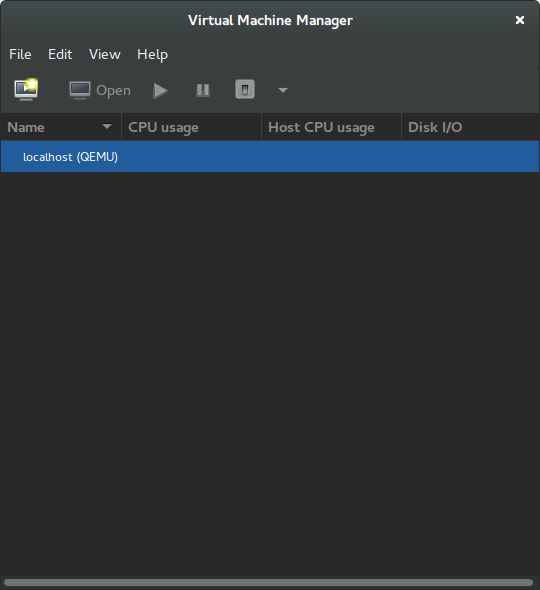 Virtual Machine Manager
File Edit View Help
Open
Name CPU usage Host CPU usage Disk I/O
localhost (QEMU)